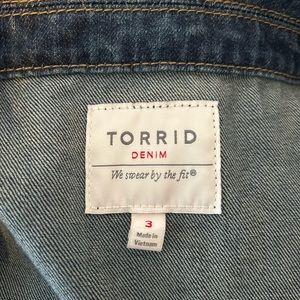 TORRID
DENIM
We swear by the fit®
3
Made in
Vietnam